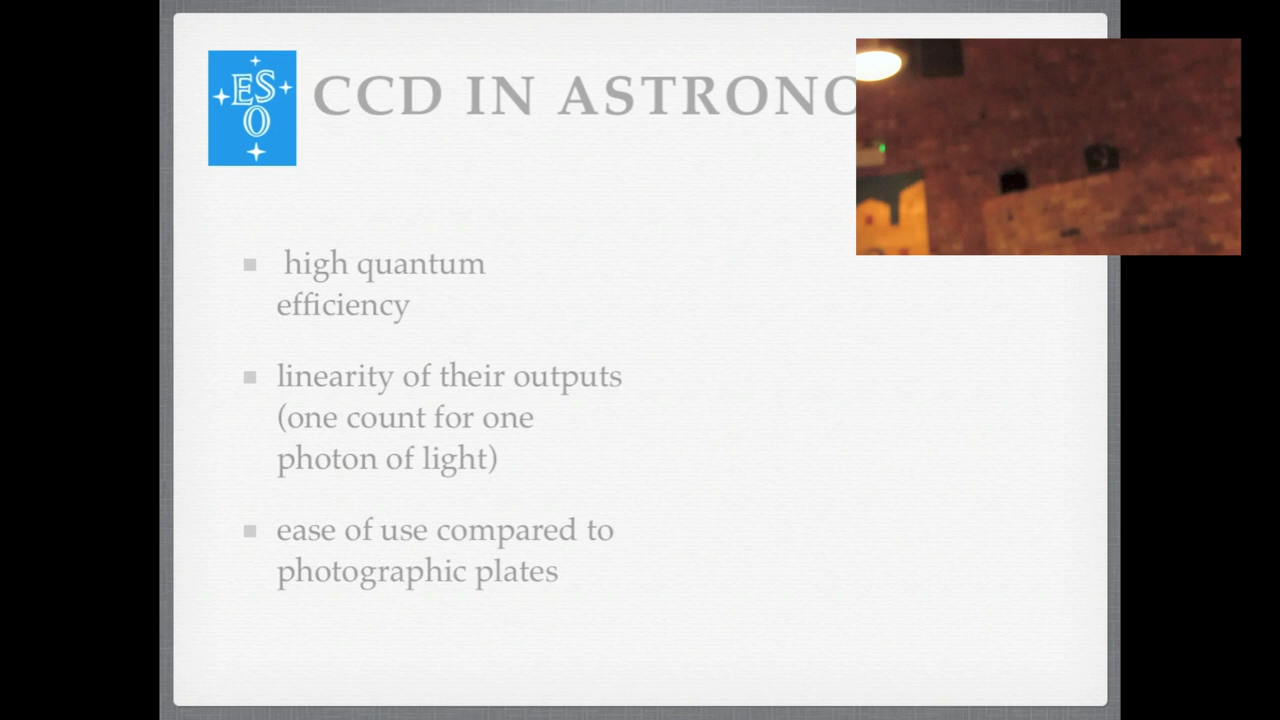 ESO
CCD IN ASTRONO
high quantum
efficiency
linearity of their outputs
(one count for one
photon of light)
ease of use compared to
photographic plates